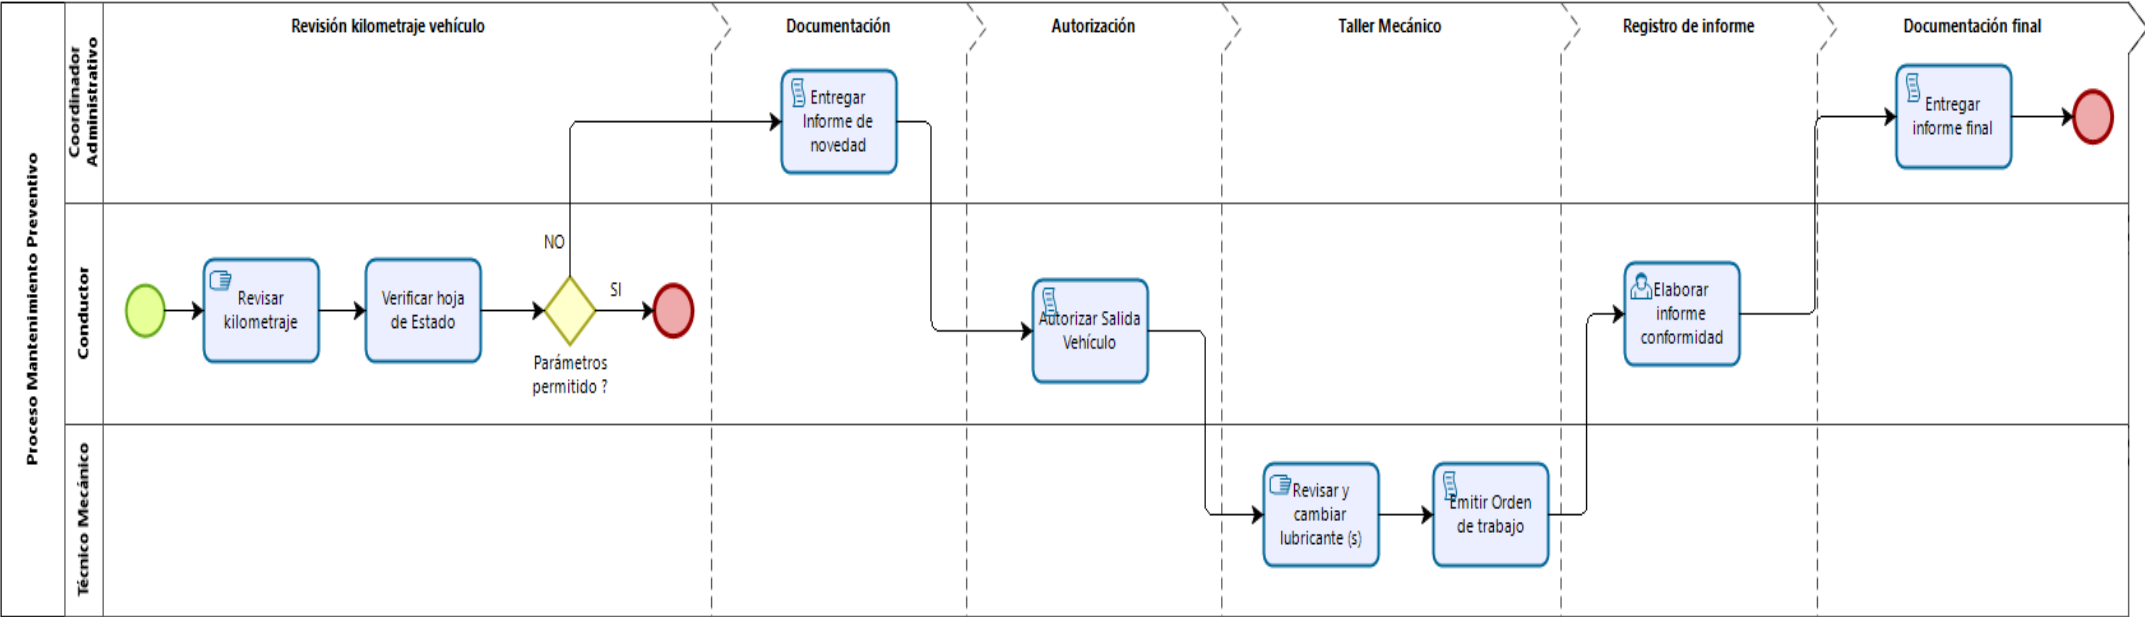 Proceso Mantenimiento Preventivo
Revisión kilometraje vehículo
Documentación
Autorización
Taller Mecánico
Registro de informe
Documentación final
Coordinador
Administrativo
Entregar
Informe de
novedad
Entregar
informe final
Conductor
Revisar
kilometraje
Verificar hoja
de Estado
NO
SI
Parámetros
permitido ?
Autorizar Salida
Vehículo
Elaborar
informe
conformidad
Técnico Mecánico
Revisar y
cambiar
lubricante (s)
Emitir Orden
de trabajo